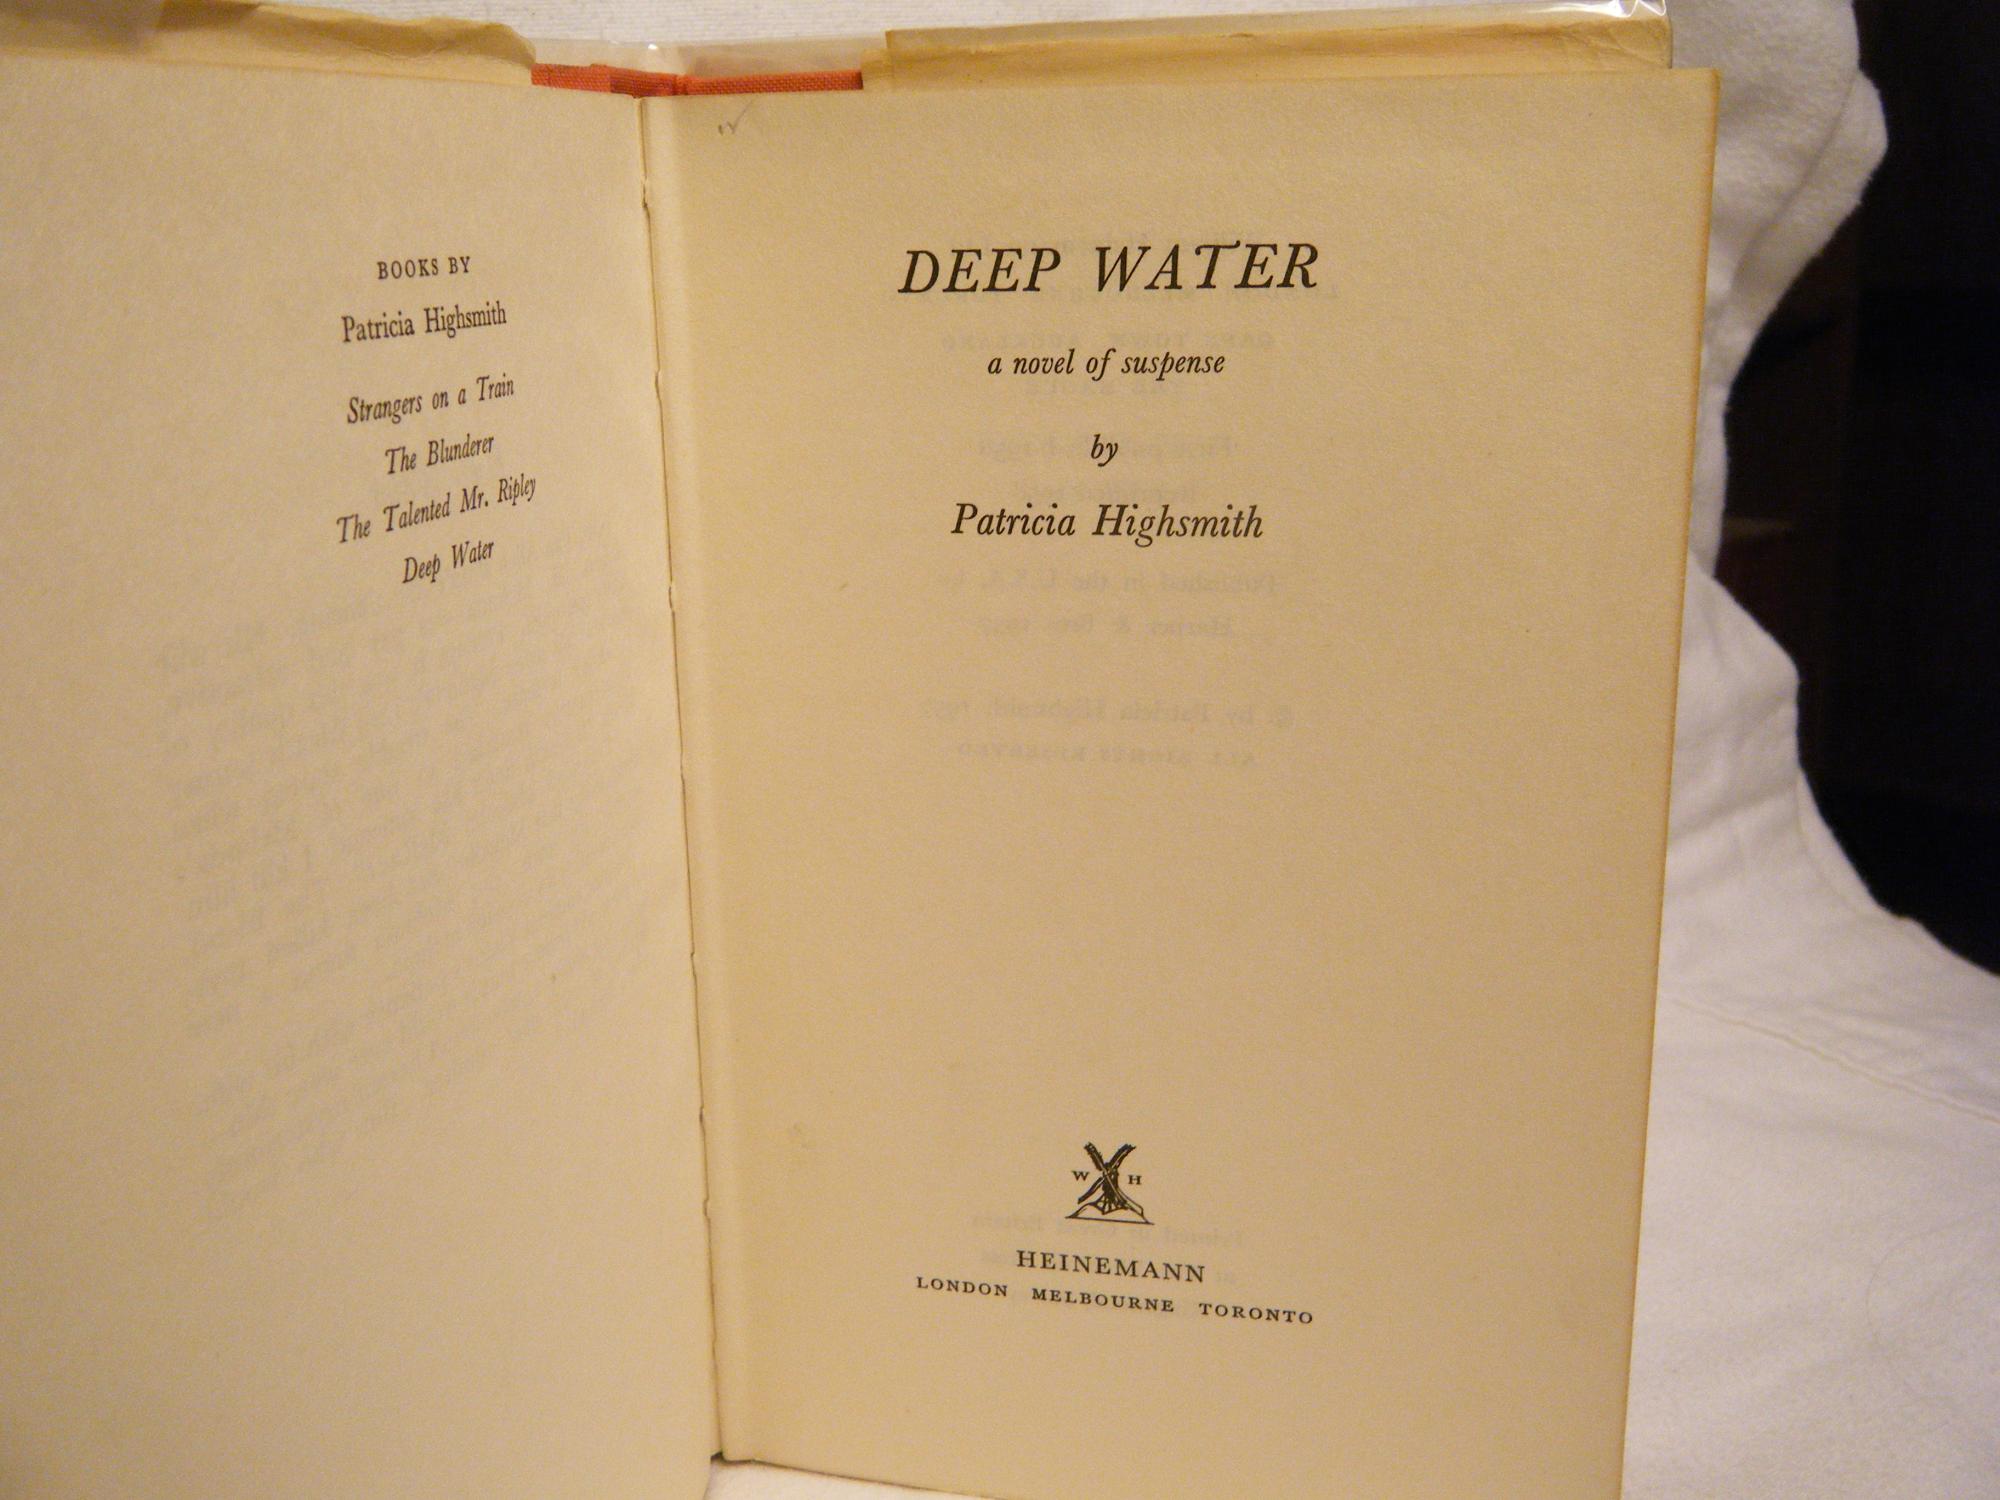 BOOKS BY
Patricia Highsmith
Strangers on a Train
The Blunderer
The Talented Mr. Ripley
Deep Water
DEEP WATER
a novel of suspense
by
Patricia Highsmith
W H
HEINEMANN
LONDON MELBOURNE TORONTO